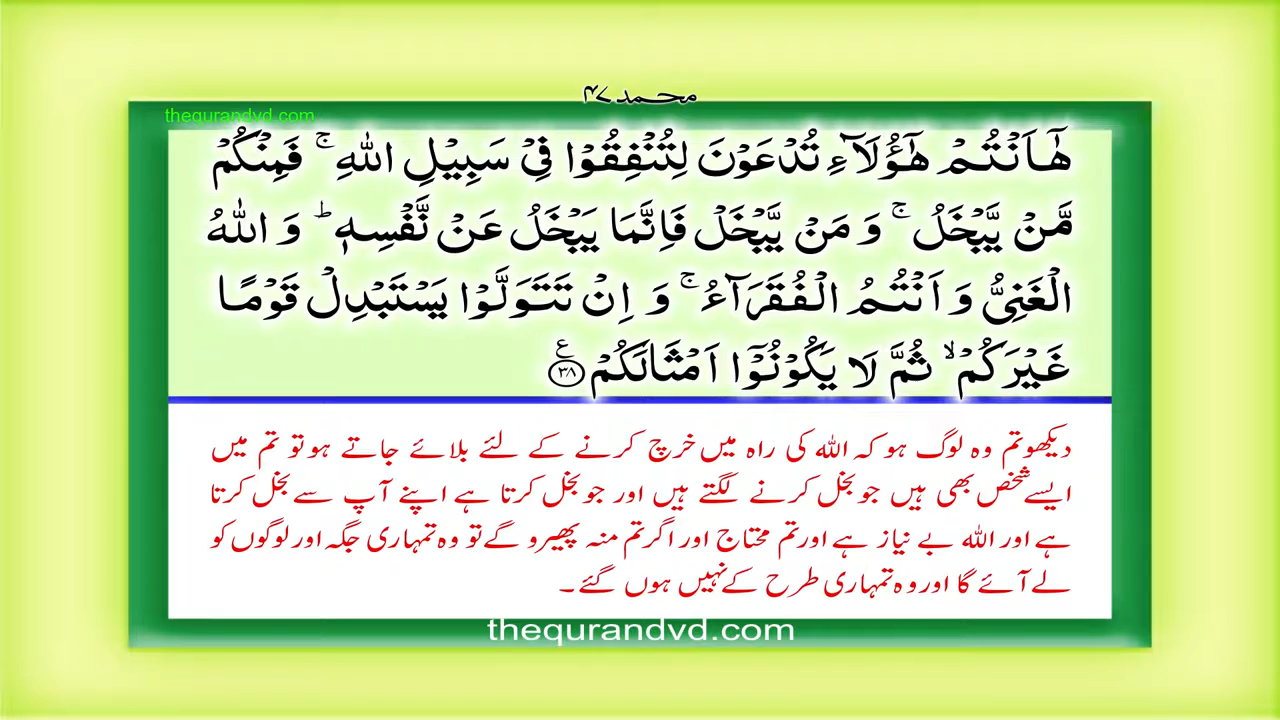 محمد ۴۷
thequrandvd.com
هٰۤاَنْتُمْ هٰۤؤُلَآءِ تُدْعَوْنَ لِتُنْفِقُوْا فِیْ سَبِیْلِ اللّٰهِ ۚ فَمِنْكُمْ
مَّنْ یَّبْخَلُ ۚ وَ مَنْ یَّبْخَلْ فَاِنَّمَا یَبْخَلُ عَنْ نَّفْسِهٖ ؕ وَ اللّٰهُ
الْغَنِیُّ وَ اَنْتُمُ الْفُقَرَآءُ ۚ وَ اِنْ تَتَوَلَّوْا یَسْتَبْدِلْ قَوْمًا
غَیْرَكُمْ ۙ ثُمَّ لَا یَكُوْنُوْۤا اَمْثَالَكُمْ ع ۳۸
دیکھو تم وہ لوگ ہو کہ اللہ کی راہ میں خرچ کرنے کے لئے بلائے جاتے ہو تو تم میں
ایسے شخص بھی ہیں جو بخل کرنے لگتے ہیں اور جو بخل کرتا ہے اپنے آپ سے بخل کرتا
ہے اور اللہ بے نیاز ہے اور تم محتاج اور اگر تم منہ پھیرو گے تو وہ تمہاری جگہ اور لوگوں کو
لے آئے گا اور وہ تمہاری طرح کے نہیں ہوں گئے۔
thequrandvd.com